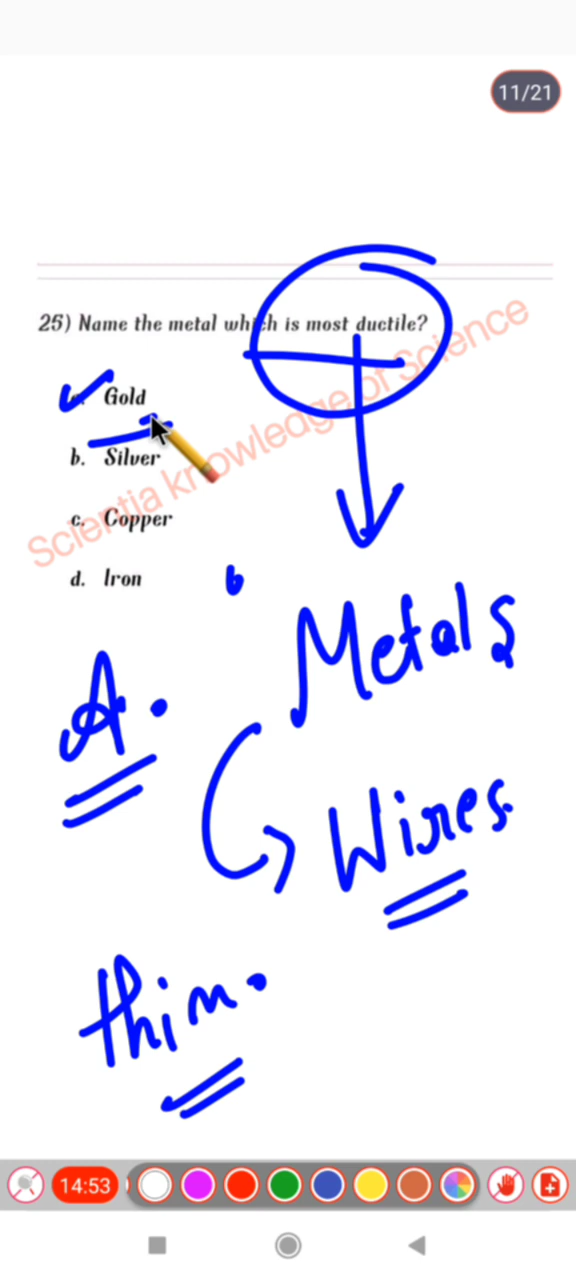 11/21
25) Name the metal which is most ductile?
a. Gold
b. Silver
c. Copper
d. Iron
Scientia knowledge of Science
Metals
A.
Wires.
thin.
14:53